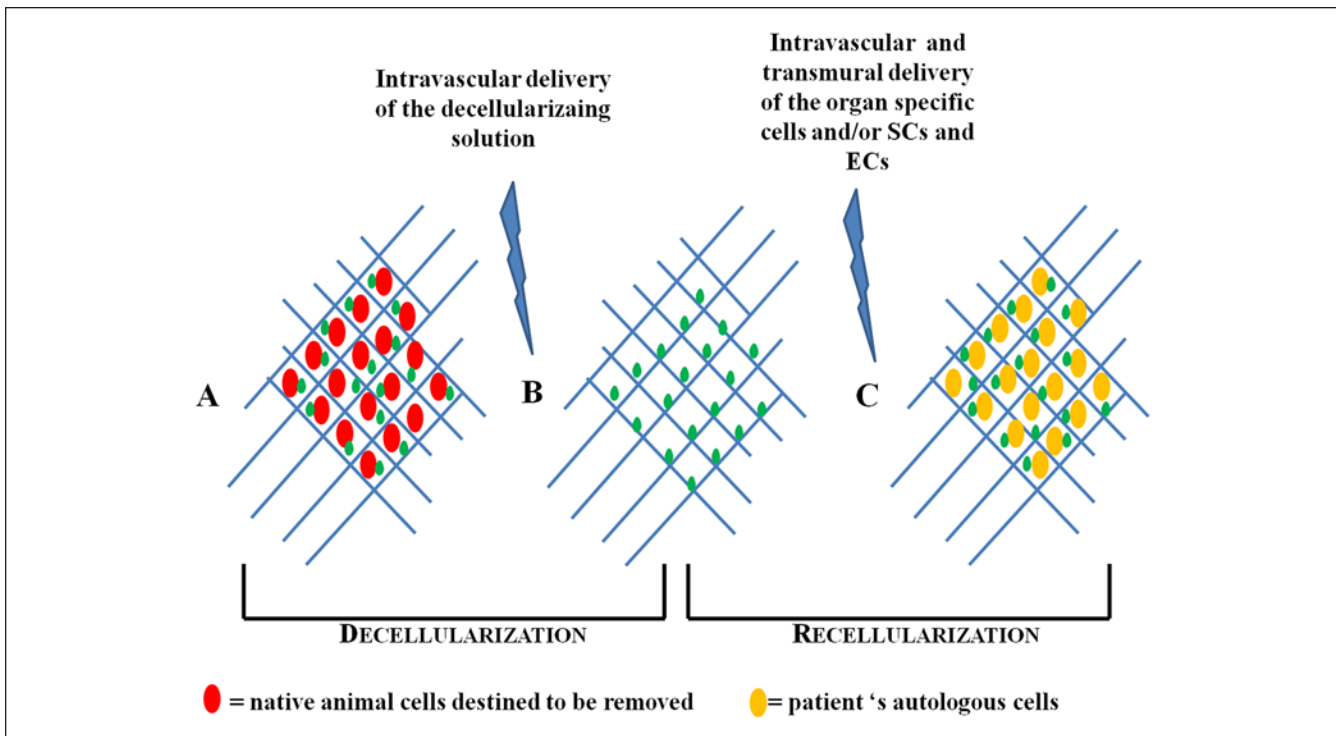 Intravascular delivery
of the decellularizaing
solution
Intravascular and
transmural delivery
of the organ specific
cells and/or SCs and
ECs
A
B
C
DECELLULARIZATION
RECELLULARIZATION
= native animal cells destined to be removed
= patient ‘s autologous cells